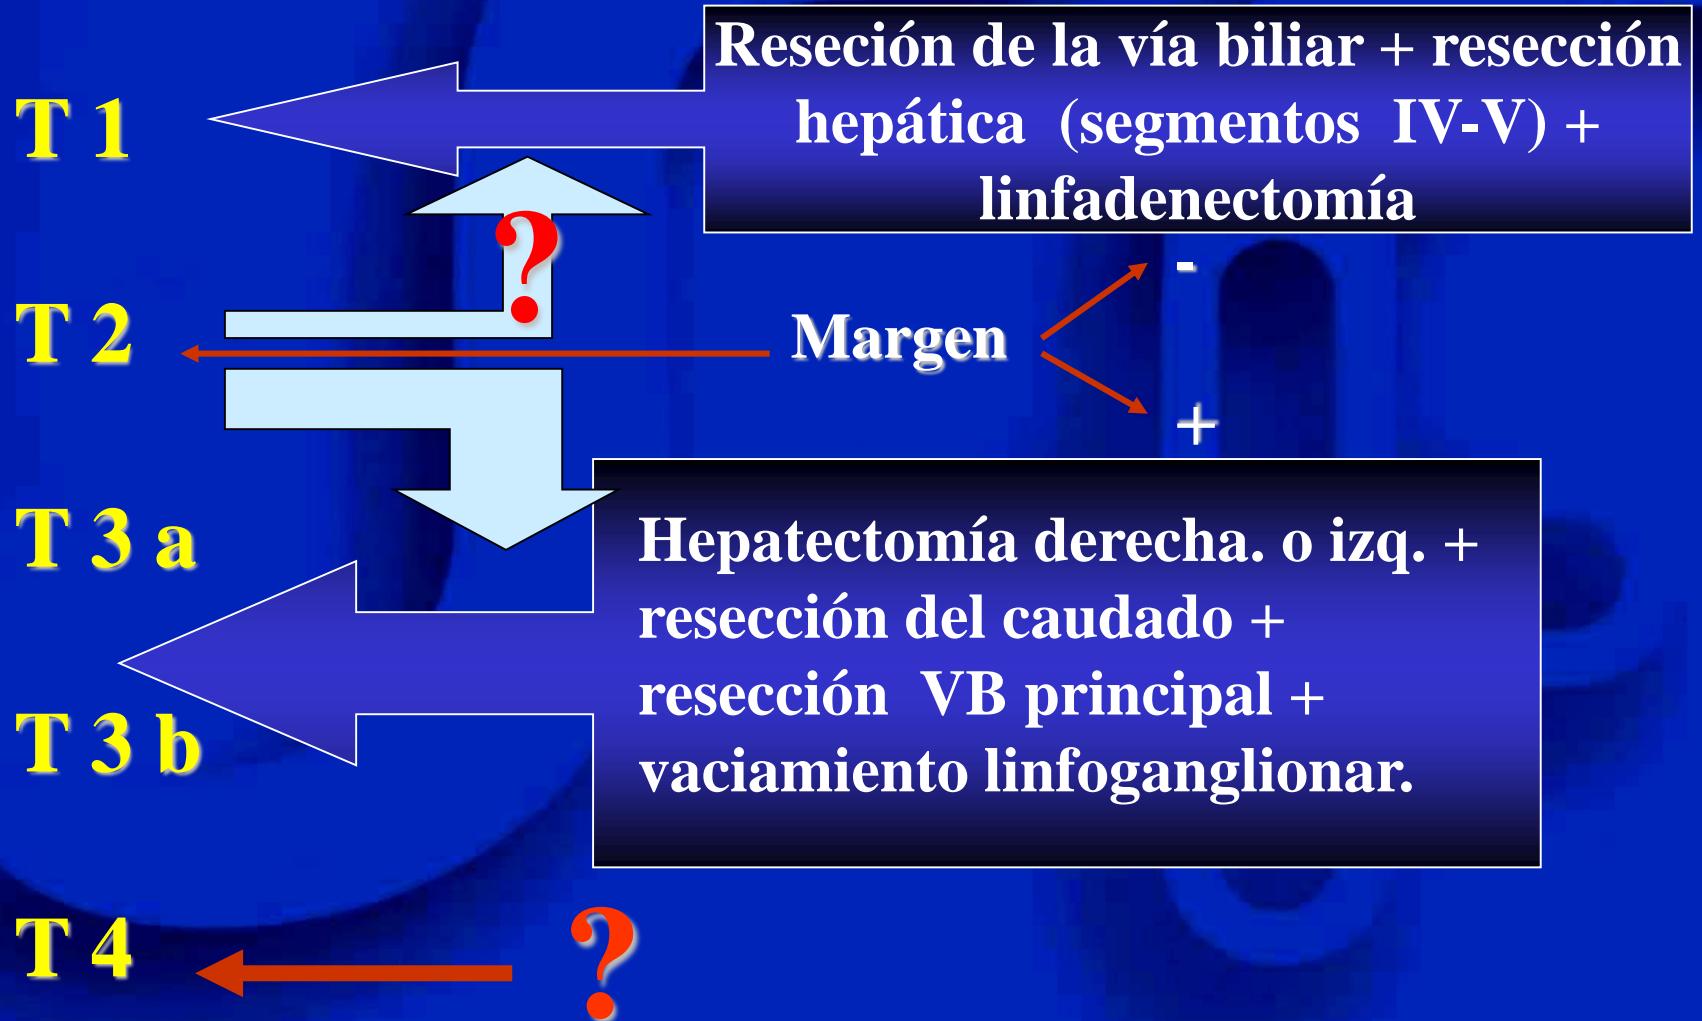 Reseción de la vía biliar + resección
hepática (segmentos IV-V) +
linfadenectomía
T 1
?
-
T 2
Margen
+
T 3 a
Hepatectomía derecha. o izq. +
resección del caudado +
resección VB principal +
vaciamiento linfoganglionar.
T 3 b
T 4
?